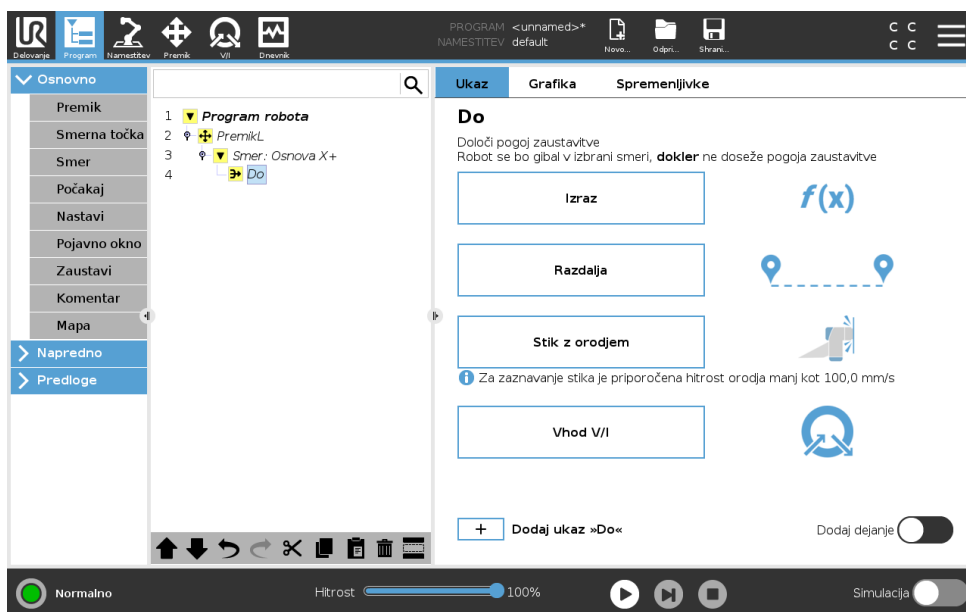 PROGRAM <unnamed>*
NAMESTITEV default
Delovanje Program Namestitev Premik V/I Dnevnik Novo... Odpri... Shrani...
C C
C C
Osnovno
Premik
Smerna točka
Smer
Počakaj
Nastavi
Pojavno okno
Zaustavi
Komentar
Mapa
Napredno
Predloge
1 Program robota
2 PremikL
3 Smer: Osnova X+
4 Do
Ukaz Grafika Spremenljivke
Do
Določi pogoj zaustavitve
Robot se bo gibal v izbrani smeri, dokler ne doseže pogoja zaustavitve
Izraz f(x)
Razdalja
Stik z orodjem
Za zaznavanje stika je priporočena hitrost orodja manj kot 100,0 mm/s
Vhod V/I
+ Dodaj ukaz »Do« Dodaj dejanje
Normalno Hitrost 100% Simulacija